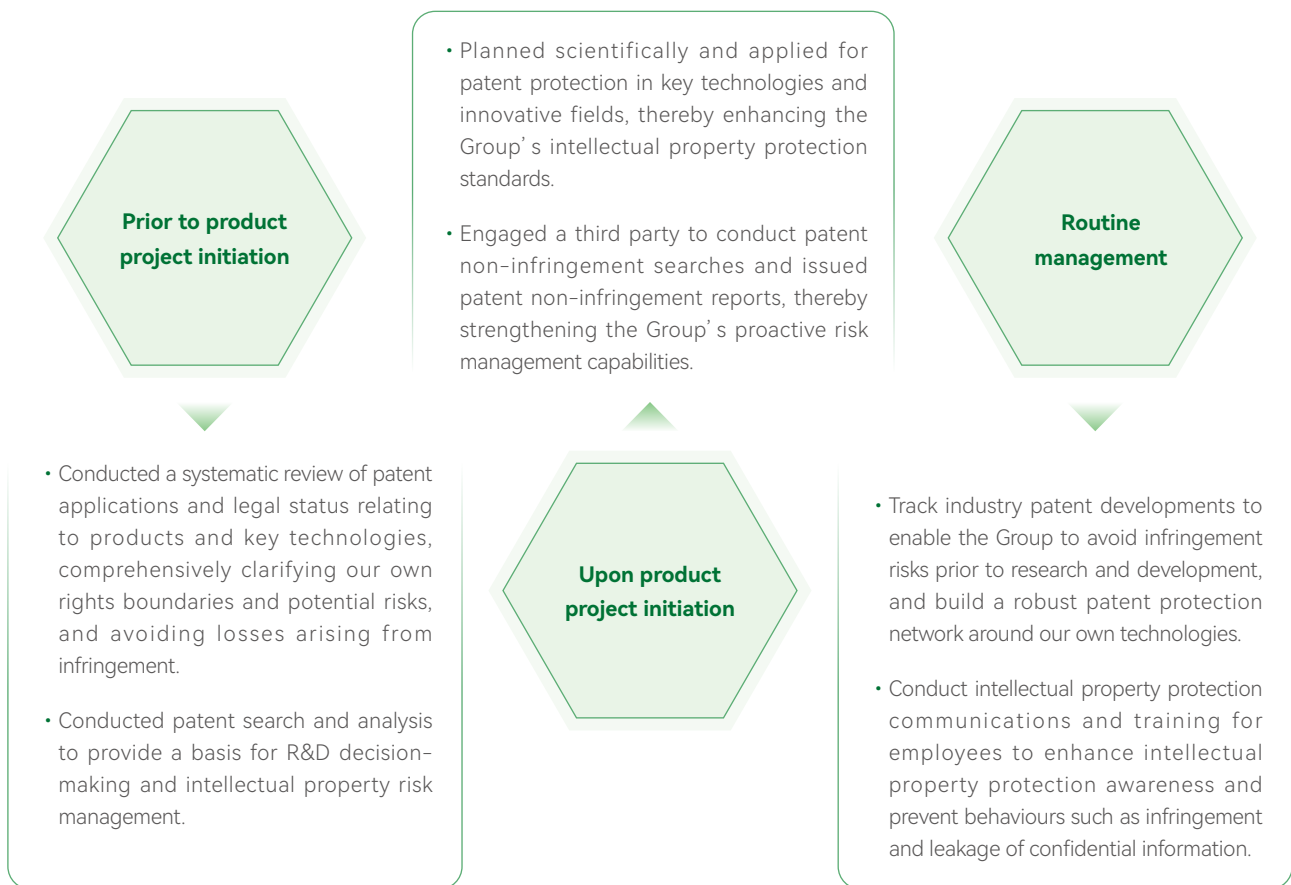 Prior to product
project initiation
• Conducted a systematic review of patent
applications and legal status relating
to products and key technologies,
comprehensively clarifying our own
rights boundaries and potential risks,
and avoiding losses arising from
infringement.
• Conducted patent search and analysis
to provide a basis for R&D decision-
making and intellectual property risk
management.
• Planned scientifically and applied for
patent protection in key technologies and
innovative fields, thereby enhancing the
Group's intellectual property protection
standards.
• Engaged a third party to conduct patent
non-infringement searches and issued
patent non-infringement reports, thereby
strengthening the Group's proactive risk
management capabilities.
Upon product
project initiation
Routine
management
• Track industry patent developments to
enable the Group to avoid infringement
risks prior to research and development,
and build a robust patent protection
network around our own technologies.
• Conduct intellectual property protection
communications and training for
employees to enhance intellectual
property protection awareness and
prevent behaviours such as infringement
and leakage of confidential information.